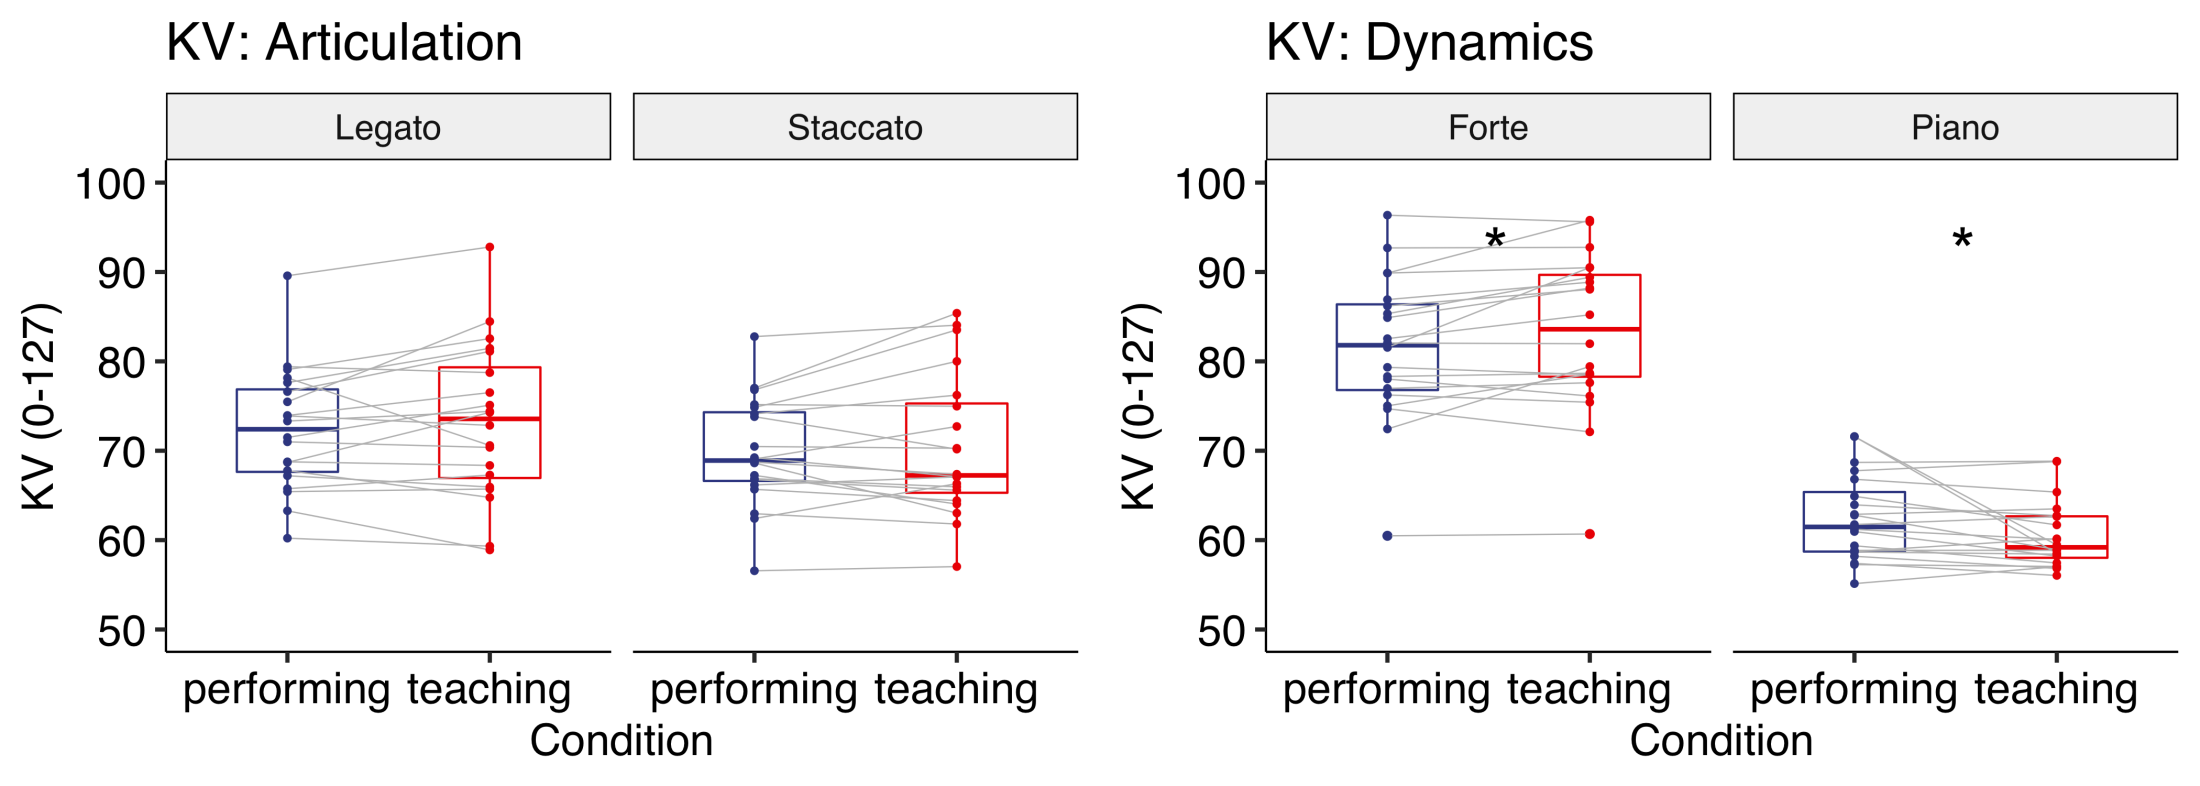 KV: Articulation
Legato
Staccato
KV (0-127)
100
90
80
70
60
50
performing teaching
performing teaching
Condition
KV: Dynamics
Forte
Piano
KV (0-127)
100
90
80
70
60
50
*
*
performing teaching
performing teaching
Condition